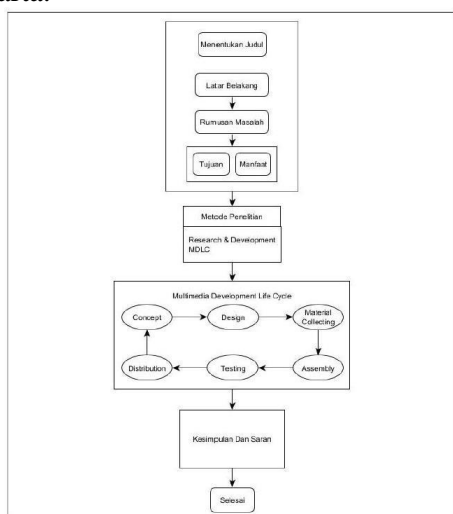 Menentukan Judul
Latar Belakang
Rumusan Masalah
Tujuan
Manfaat
Metode Penelitian
Research & Development
MDLC
Multimedia Development Life Cycle
Concept
Design
Material
Collecting
Distribution
Testing
Assembly
Kesimpulan Dan Saran
Selesai